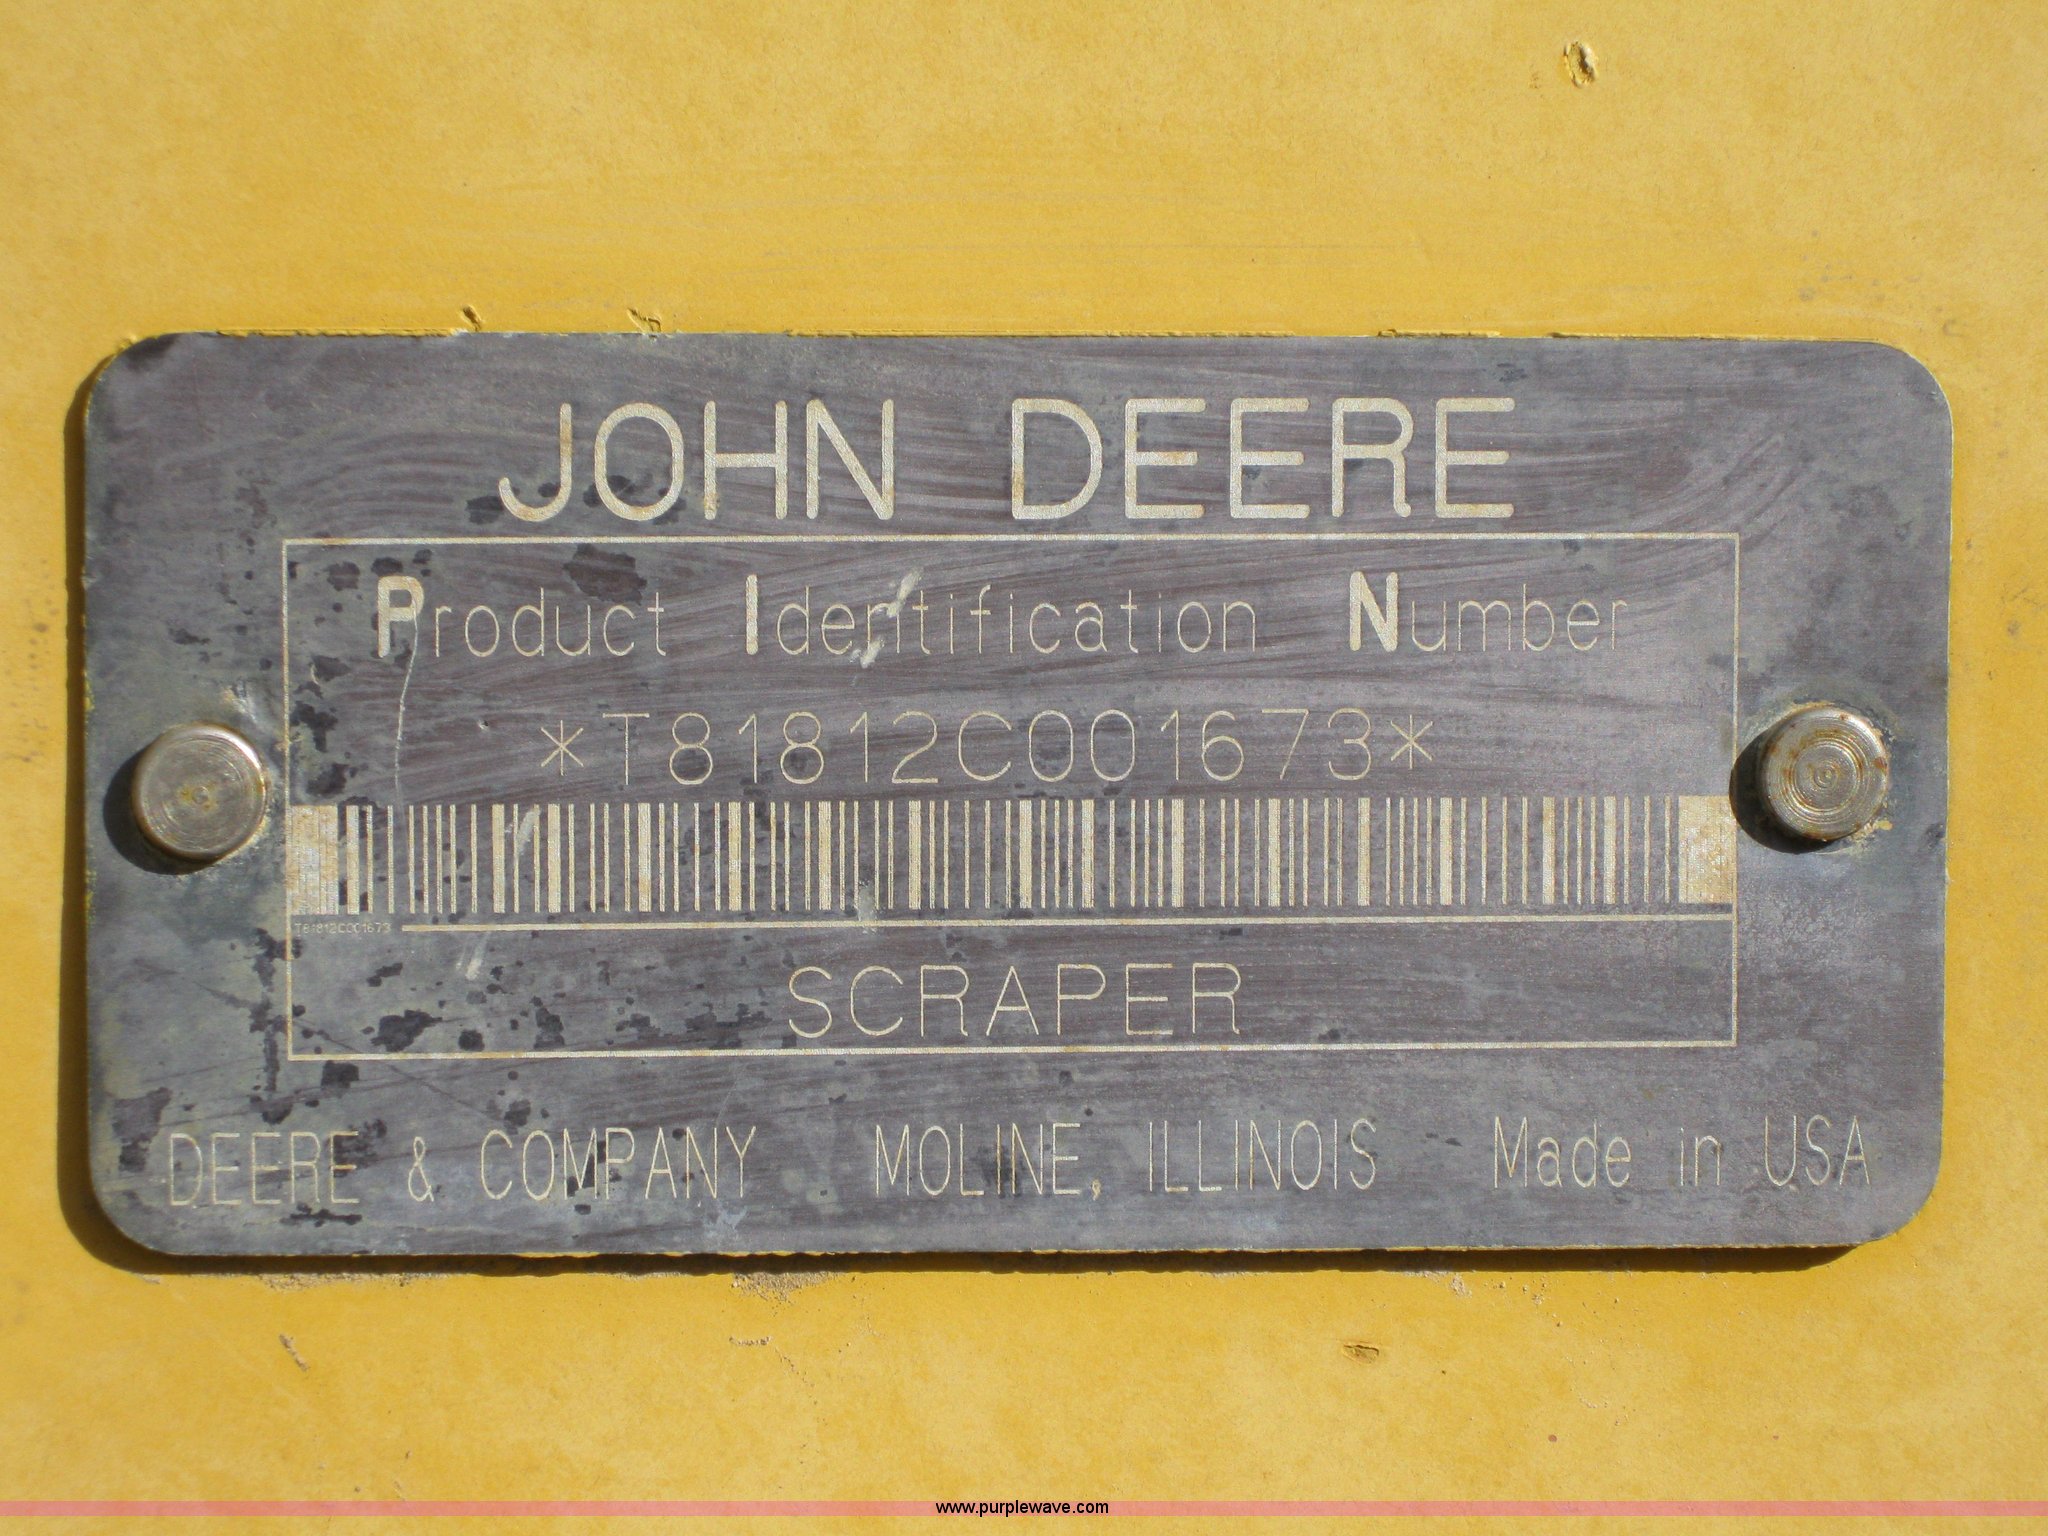 JOHN DEERE
Product Identification Number
*T81812C001673*
T81812C001673
SCRAPER
DEERE & COMPANY MOLINE, ILLINOIS Made in USA
www.purplewave.com